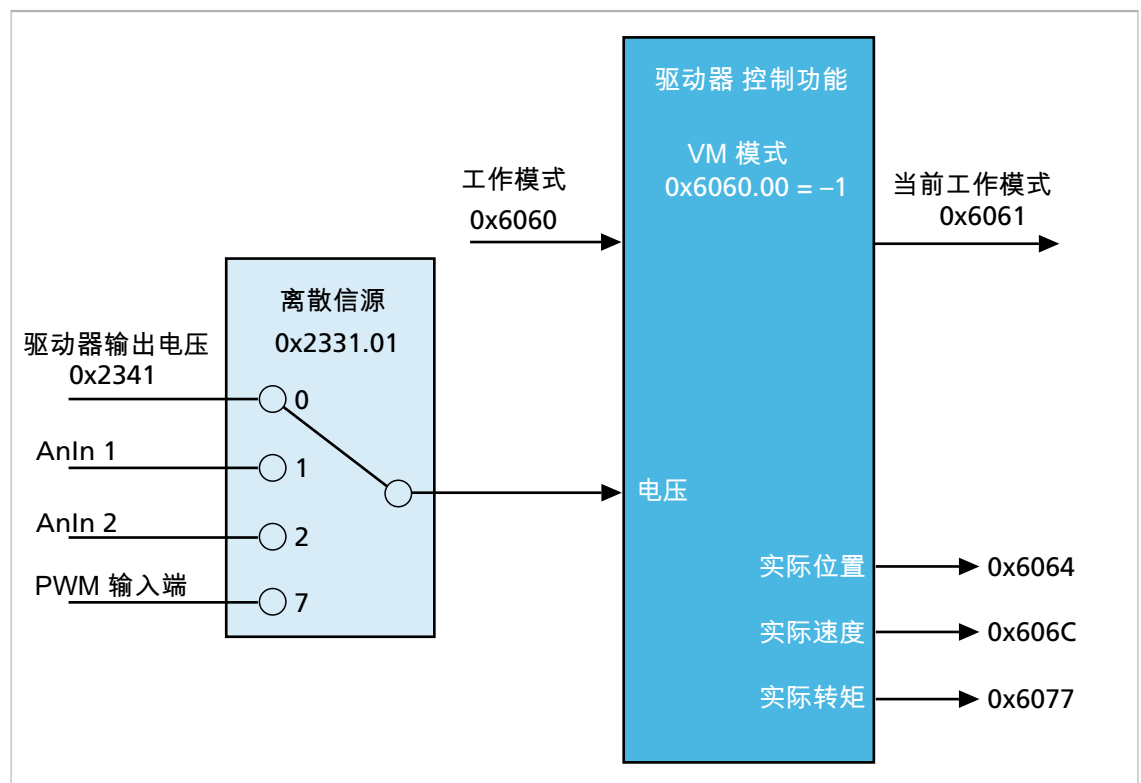 驱动器 控制功能
VM 模式
0x6060.00 = –1
工作模式
0x6060
当前工作模式
0x6061
离散信源
0x2331.01
驱动器输出电压
0x2341
0
AnIn 1
1
AnIn 2
2
PWM 输入端
7
电压
实际位置
0x6064
实际速度
0x606C
实际转矩
0x6077